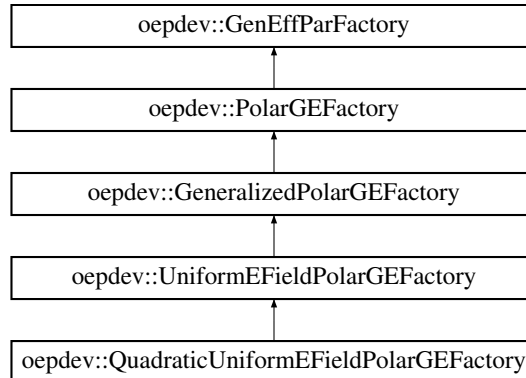 oepdev::GenEffParFactory
oepdev::PolarGEFactory
oepdev::GeneralizedPolarGEFactory
oepdev::UniformEFieldPolarGEFactory
oepdev::QuadraticUniformEFieldPolarGEFactory